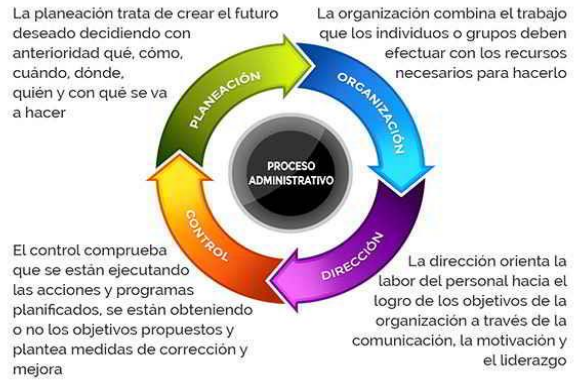 La planeación trata de crear el futuro
deseado decidiendo con
anterioridad qué, cómo,
cuándo, dónde,
quién y con qué se va
a hacer
La organización combina el trabajo
que los individuos o grupos deben
efectuar con los recursos
necesarios para hacerlo
PLANEACIÓN
ORGANIZACIÓN
PROCESO
ADMINISTRATIVO
CONTROL
DIRECCIÓN
El control comprueba
que se están ejecutando
las acciones y programas
planificados, se están obteniendo
o no los objetivos propuestos y
plantea medidas de corrección y
mejora
La dirección orienta la
labor del personal hacia el
logro de los objetivos de la
organización a través de la
comunicación, la motivación y
el liderazgo